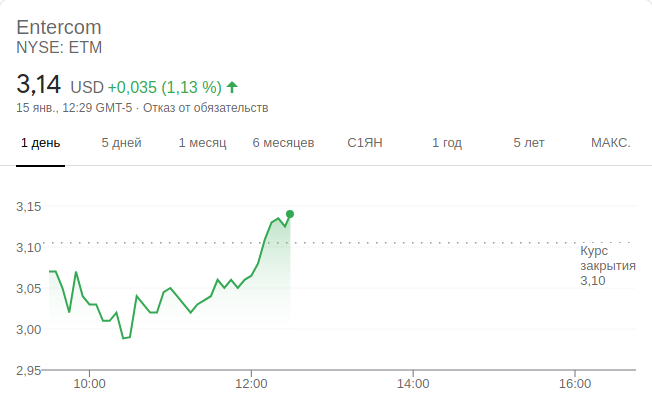 Entercom
NYSE: ETM
3,14 USD +0,035 (1,13 %)
15 янв., 12:29 GMT-5 · Отказ от обязательств
1 день 5 дней 1 месяц 6 месяцев С1ЯН 1 год 5 лет МАКС.
3,15
3,10
Курс
закрытия
3,10
3,05
3,00
2,95
10:00 12:00 14:00 16:00